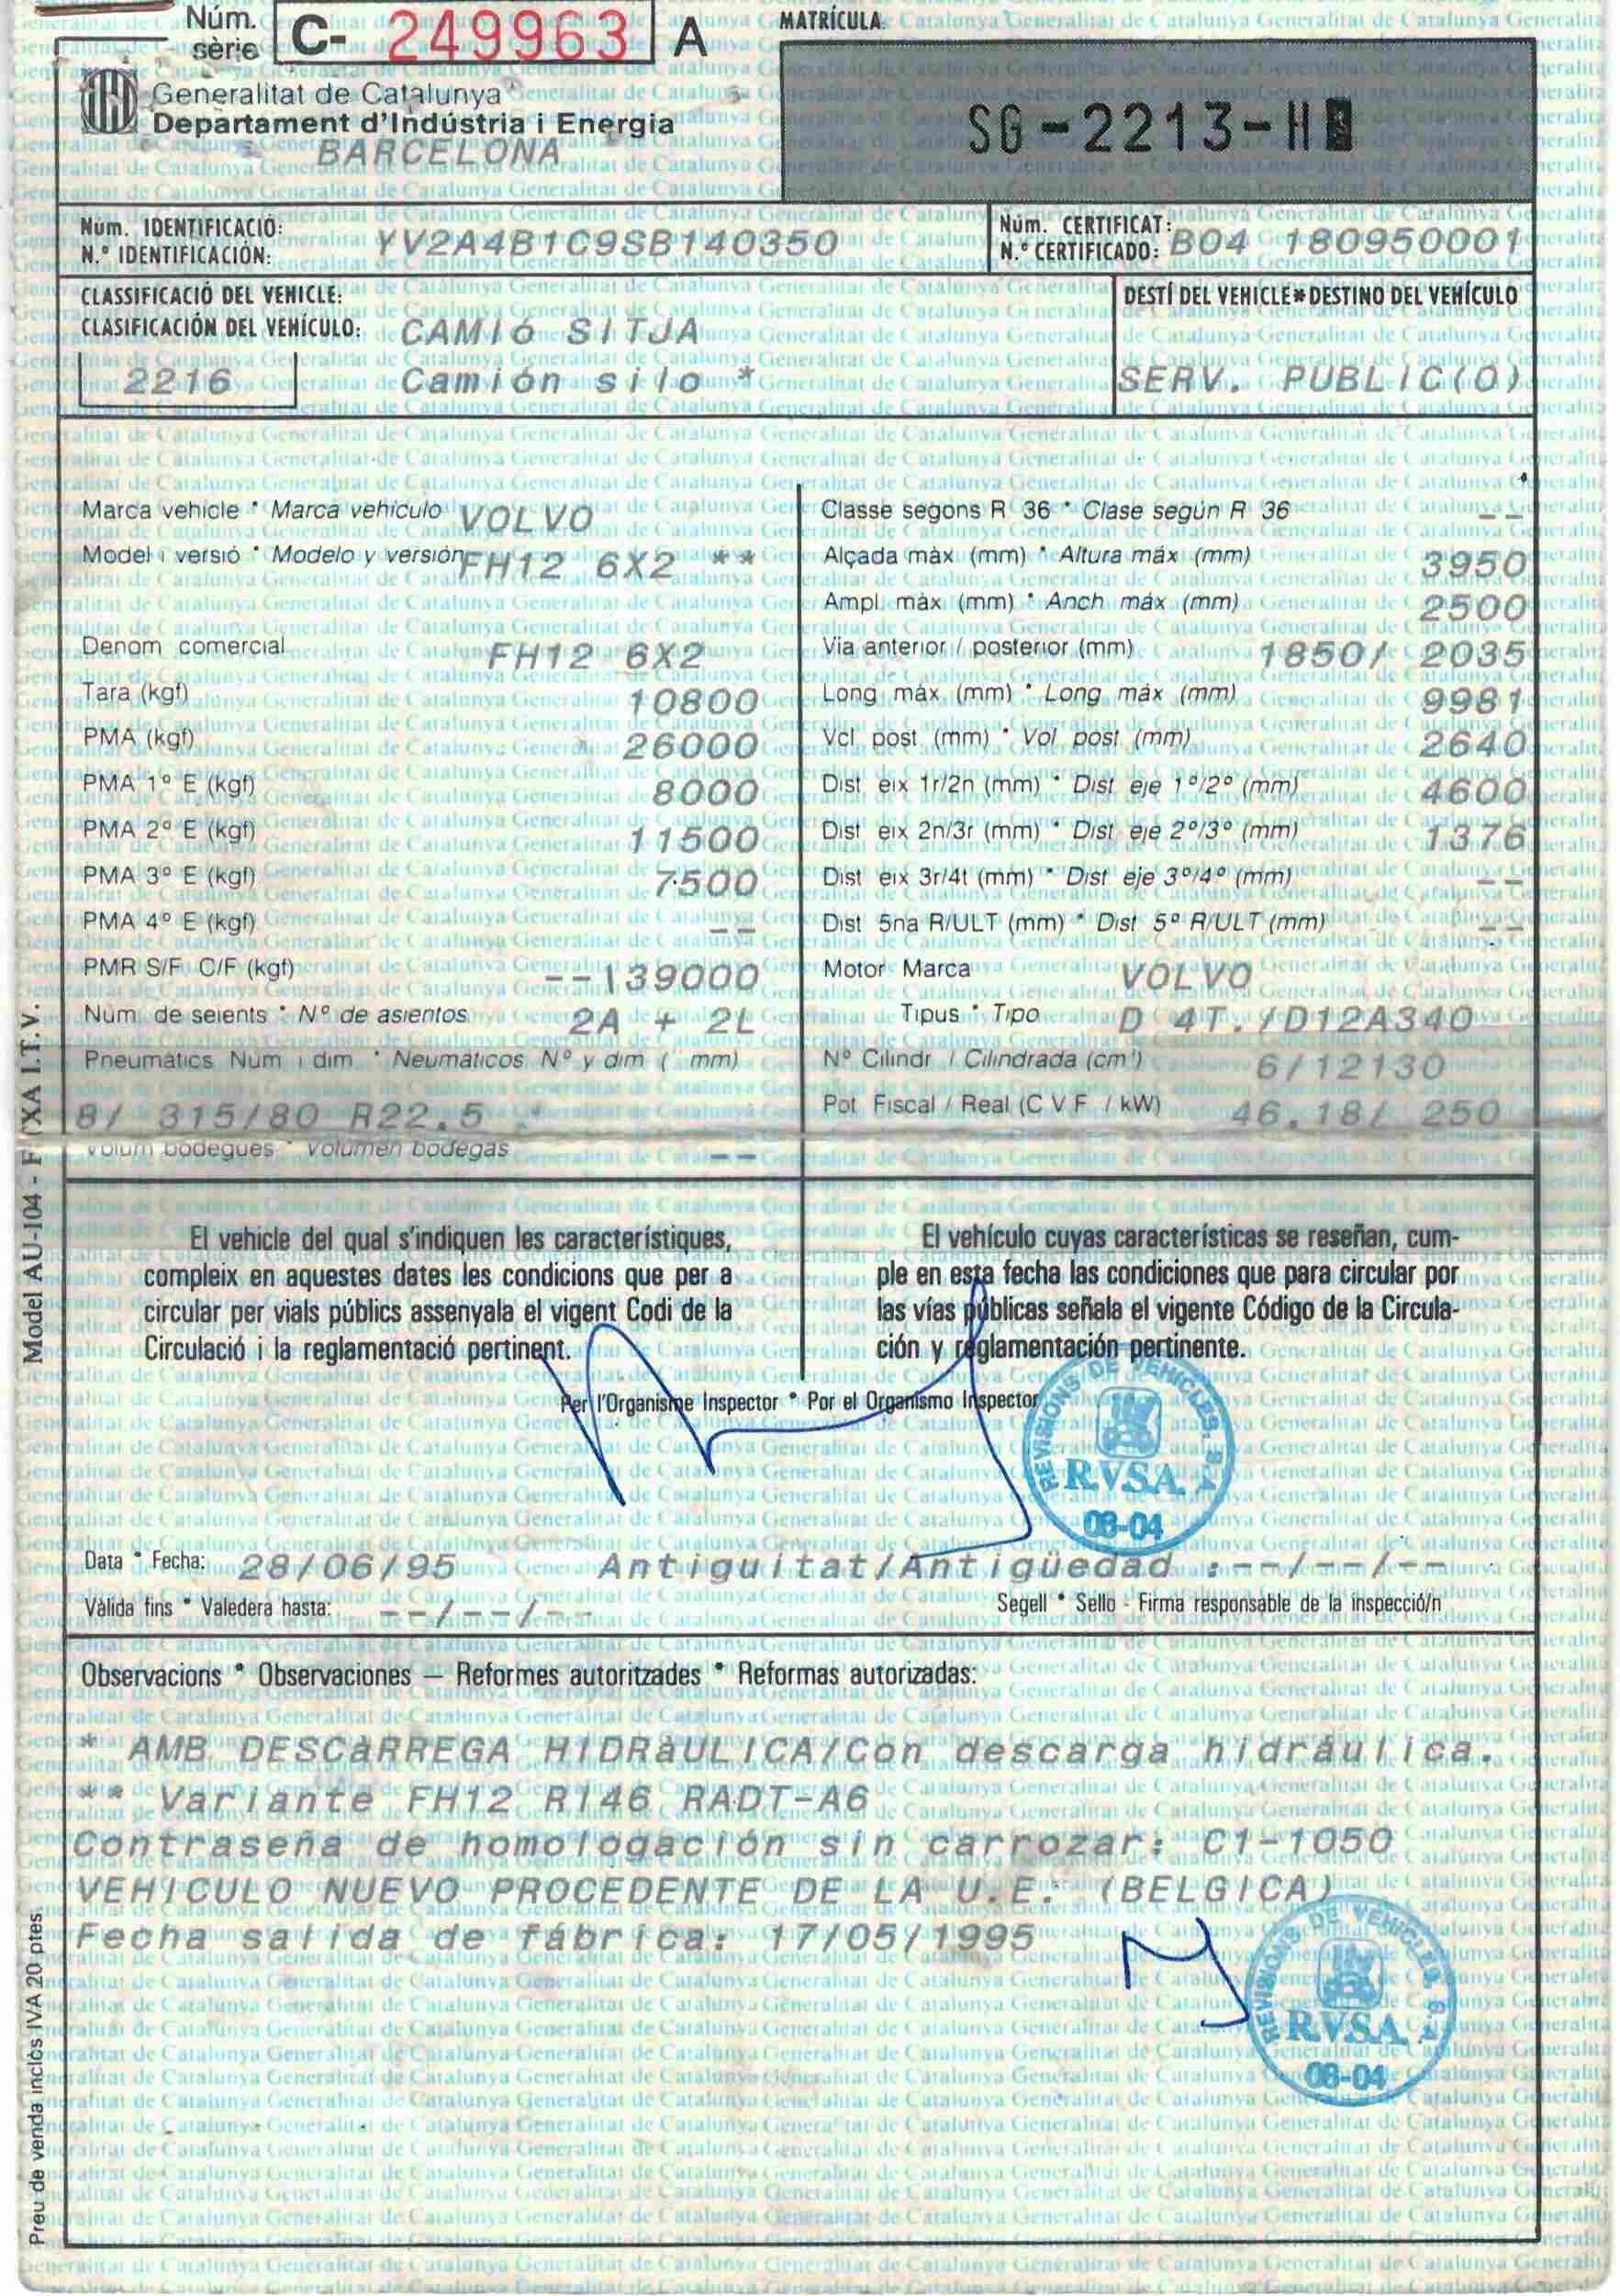 Núm. sèrie C- 249963 A
MATRÍCULA:
SG-2213-H
Generalitat de Catalunya
Departament d'Indústria i Energia
BARCELONA
Núm. IDENTIFICACIÓ:
N.º IDENTIFICACIÓN: YV2A4B1C9SB140350
Núm. CERTIFICAT:
N.º CERTIFICADO: B04 180950001
CLASSIFICACIÓ DEL VEHICLE:
CLASIFICACIÓN DEL VEHÍCULO: CAMIó SITJA
2216 Camión silo *
DESTÍ DEL VEHICLE * DESTINO DEL VEHÍCULO
SERV. PUBLIC(O)
Marca vehicle * Marca vehiculo VOLVO
Model i versió * Modelo y versión FH12 6X2 **
Denom comercial FH12 6X2
Tara (kgf) 10800
PMA (kgf) 26000
PMA 1º E (kgf) 8000
PMA 2º E (kgf) 11500
PMA 3º E (kgf) 7500
PMA 4º E (kgf) --
PMR S/F C/F (kgf) --139000
Núm. de seients * Nº de asientos 2A + 2L
Pneumàtics Num i dim * Neumáticos Nº y dim ( mm)
8/ 315/80 R22.5
Volum bodegues * Volumen bodegas --
Classe segons R 36 * Clase según R 36 --
Alçada màx (mm) * Altura máx (mm) 3950
Ampl. màx (mm) * Anch máx (mm) 2500
Via anterior / posterior (mm) 1850/ 2035
Long màx (mm) * Long máx (mm) 9981
Vol post (mm) * Vol post (mm) 2640
Dist eix 1r/2n (mm) * Dist eje 1º/2º (mm) 4600
Dist eix 2n/3r (mm) * Dist eje 2º/3º (mm) 1376
Dist eix 3r/4t (mm) * Dist eje 3º/4º (mm) --
Dist 5na R/ULT (mm) * Dist 5º R/ULT (mm) --
Motor Marca VOLVO
Tipus * Tipo D 4T./D12A340
Nº Cilindr / Cilindrada (cm³) 6/12130
Pot Fiscal / Real (C V F / kW) 46.18/ 250
El vehicle del qual s'indiquen les característiques,
compleix en aquestes dates les condicions que per a
circular per vials públics assenyala el vigent Codi de la
Circulació i la reglamentació pertinent.
El vehículo cuyas características se reseñan, cum-
ple en esta fecha las condiciones que para circular por
las vías públicas señala el vigente Código de la Circula-
ción y reglamentación pertinente.
Per l'Organisme Inspector * Por el Organismo Inspector
REVISIONS DE VEHICLES, S.A.
R.V.S.A.
08-04
Data * Fecha: 28/06/95 Antiguitat/Antigüedad :--/--/--
Vàlida fins * Valedera hasta: --/--/--
Segell * Sello - Firma responsable de la inspecció/n
Observacions * Observaciones — Reformes autoritzades * Reformas autorizadas:
* AMB DESCàRREGA HIDRàULICA/Con descarga hidráulica.
** Variante FH12 R146 RADT-A6
Contraseña de homologación sin carrozar: C1-1050
VEHICULO NUEVO PROCEDENTE DE LA U.E. (BELGICA)
Fecha salida de fábrica: 17/05/1995
REVISIONS DE VEHICLES, S.A.
R.V.S.A.
08-04
Model AU-104 - F (XA I.T.V.
Preu de venda inclòs IVA 20 ptes.